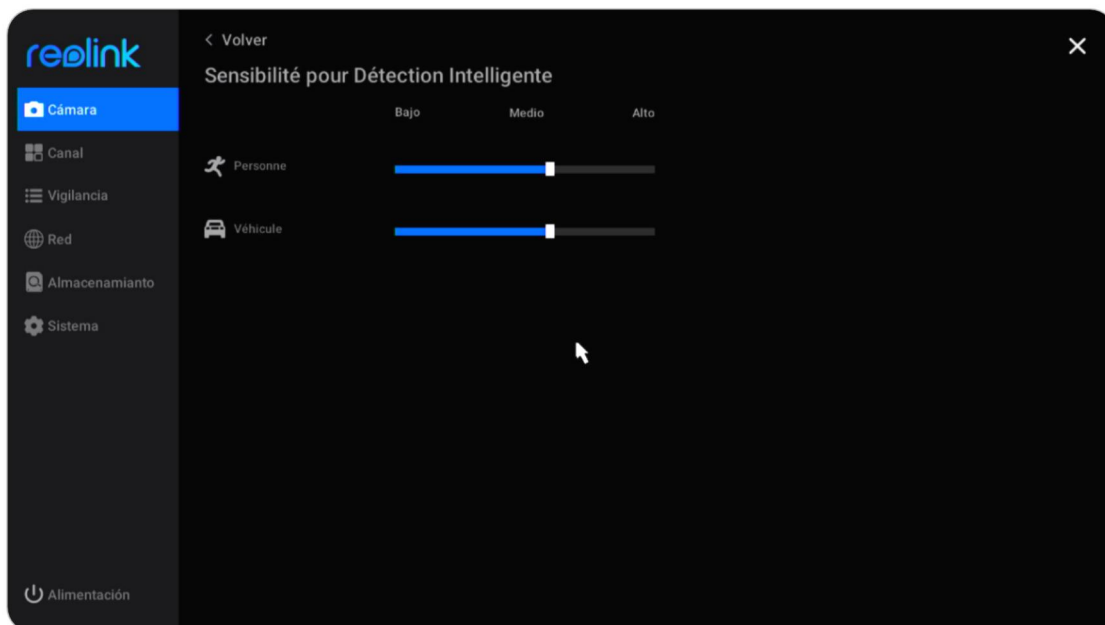 reolink
Cámara
Canal
Vigilancia
Red
Almacenamianto
Sistema
Alimentación
Volver
Sensibilité pour Détection Intelligente
Bajo Medio Alto
Personne
Véhicule